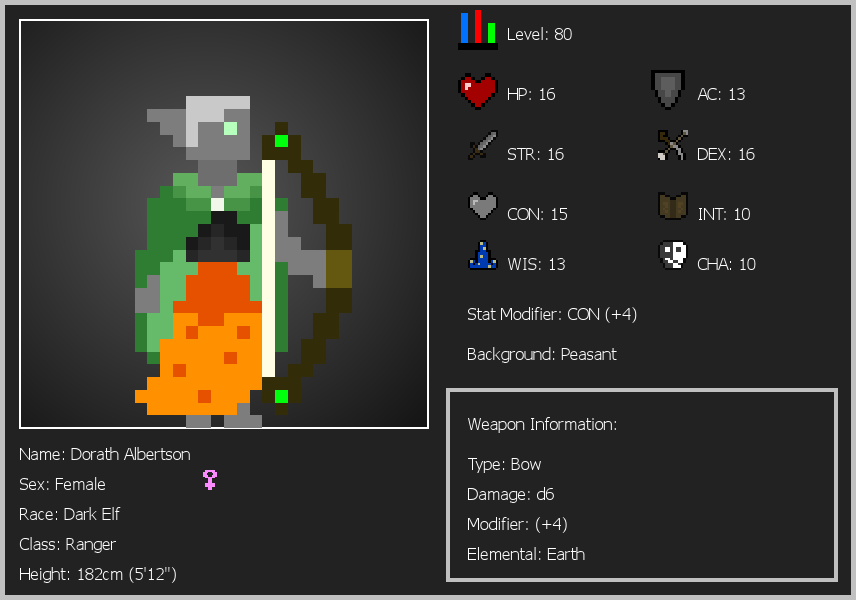 Level: 80
HP: 16
AC: 13
STR: 16
DEX: 16
CON: 15
INT: 10
WIS: 13
CHA: 10
Stat Modifier: CON (+4)
Background: Peasant
Weapon Information:
Type: Bow
Damage: d6
Modifier: (+4)
Elemental: Earth
Name: Dorath Albertson
Sex: Female
Race: Dark Elf
Class: Ranger
Height: 182cm (5'12")